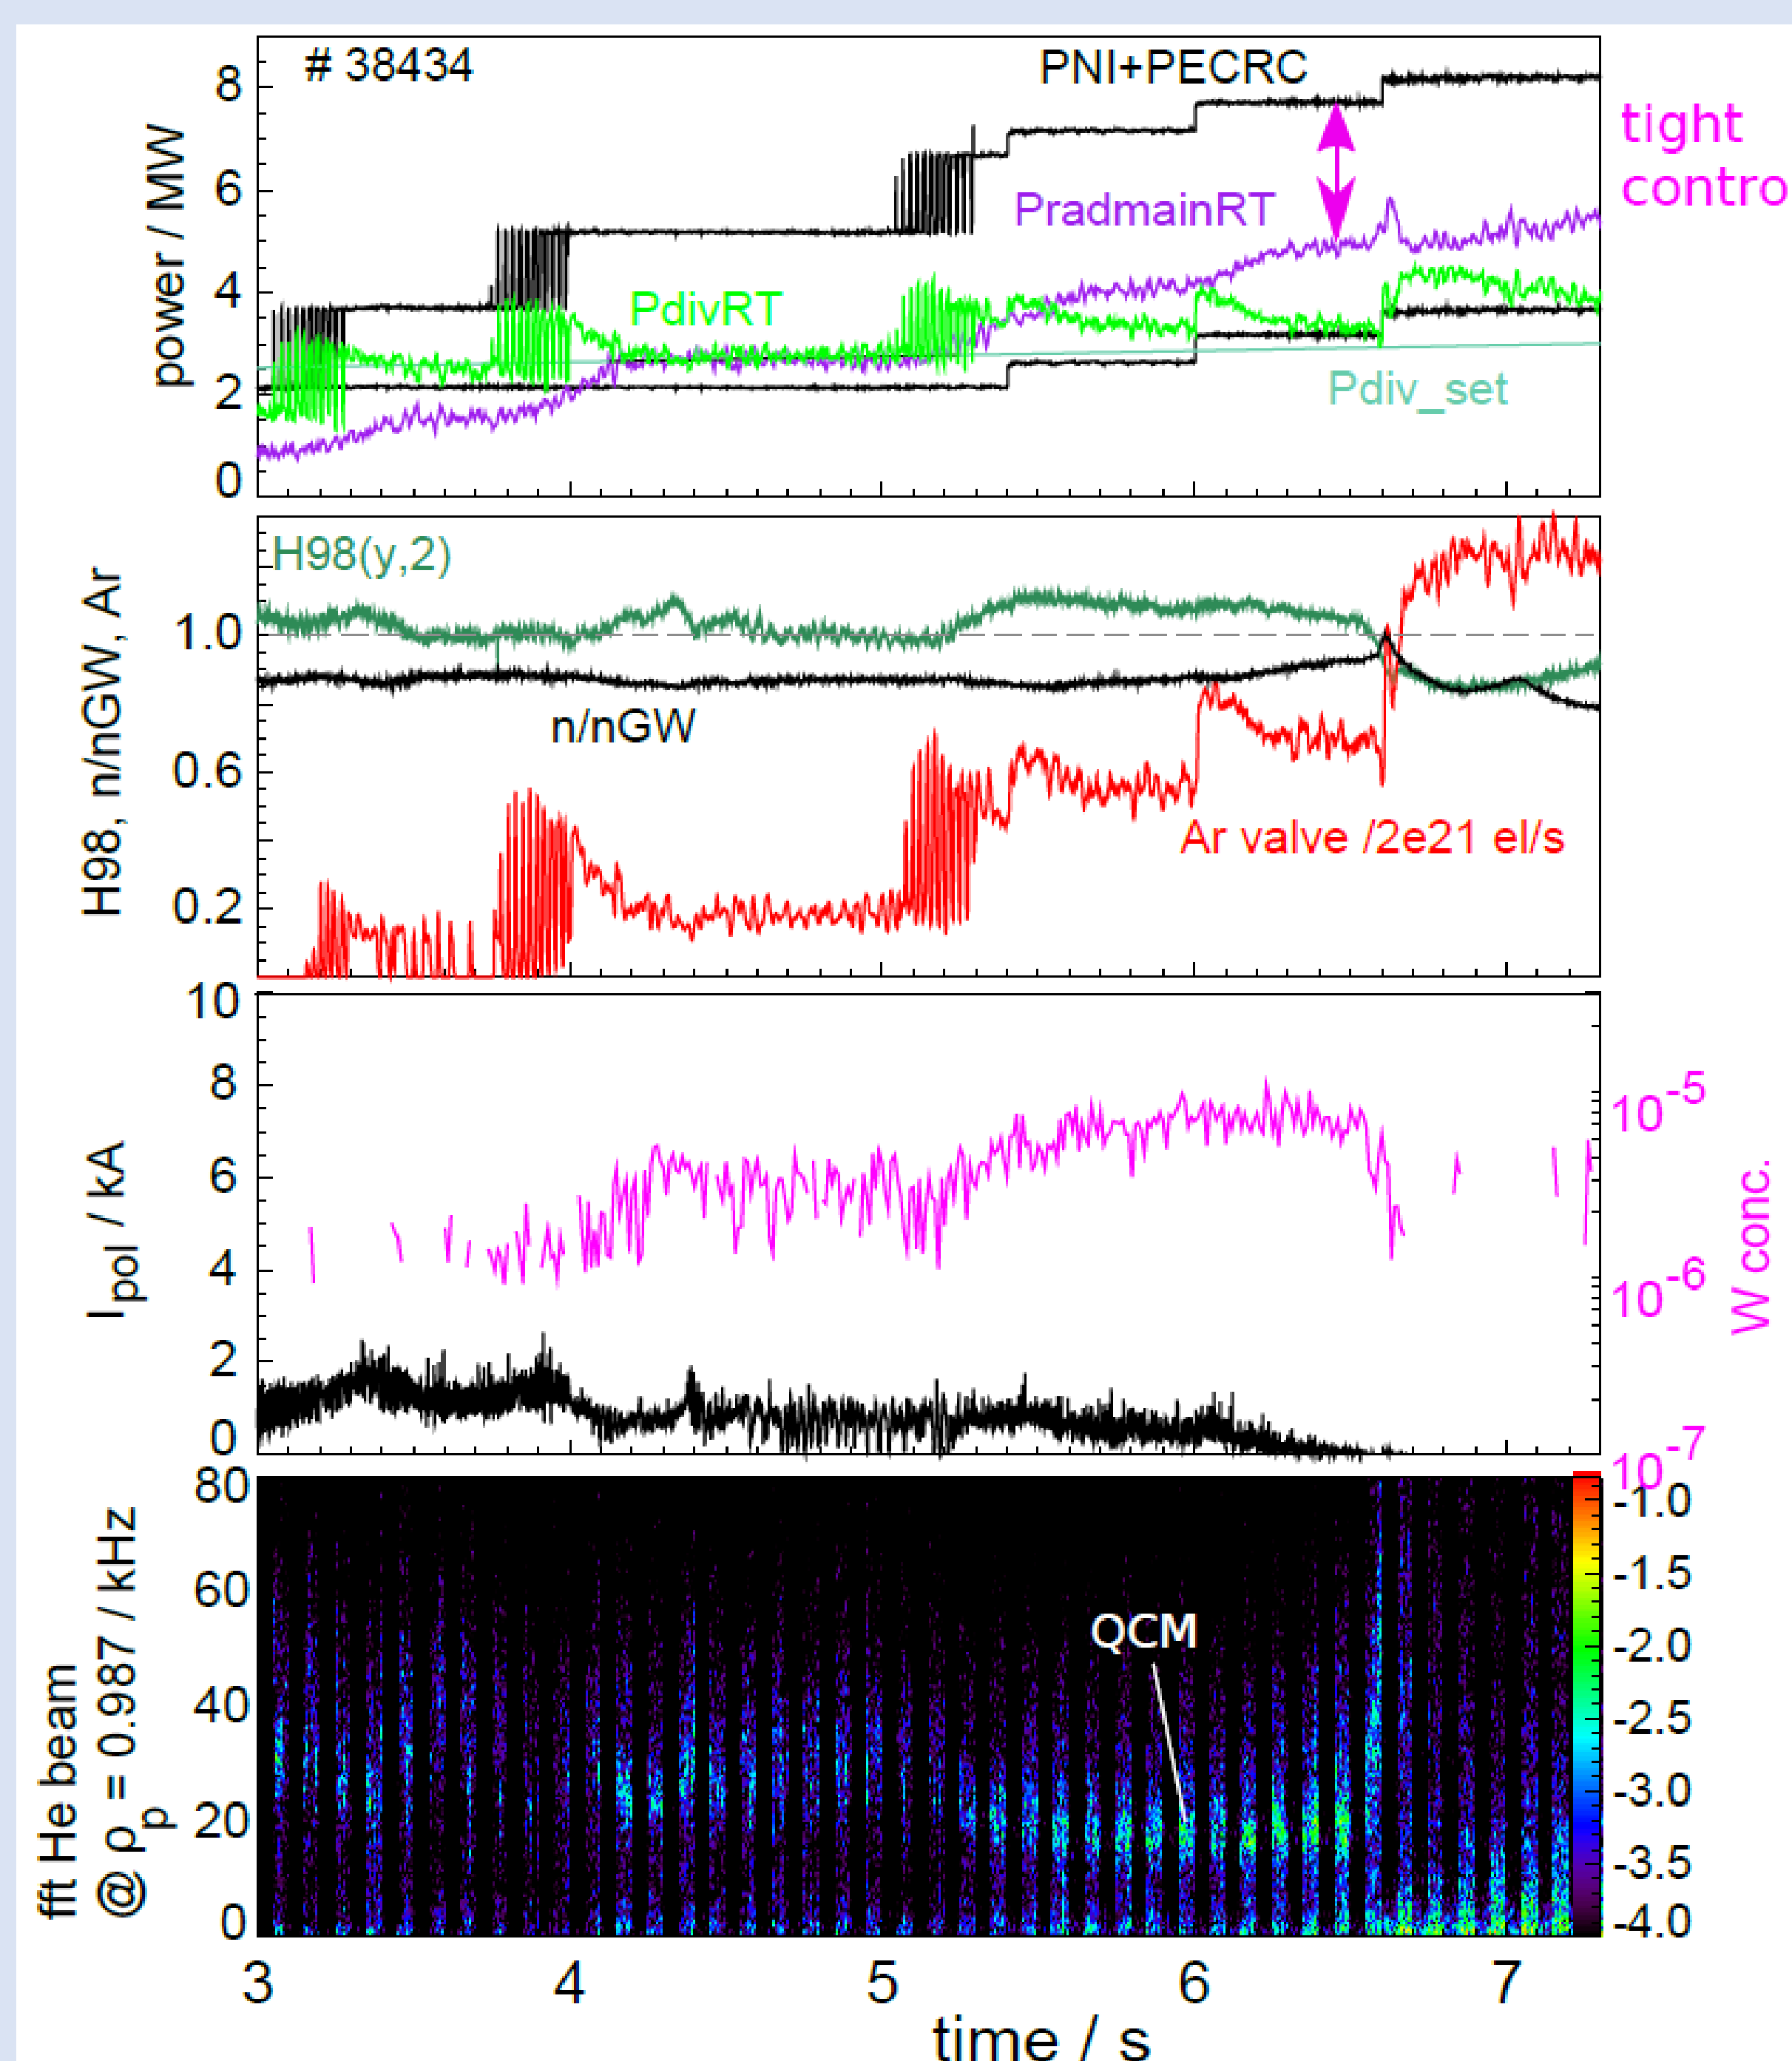 # 38434
PNI+PECRC
tight
contro
PradmainRT
PdivRT
Pdiv_set
power / MW
8
6
4
2
0
H98(y,2)
n/nGW
Ar valve /2e21 el/s
H98, n/nGW, Ar
1.0
0.6
0.2
10
8
6
4
2
0
Ipol / kA
10-5
10-6
10-7
W conc.
QCM
fft He beam
@ ρp = 0.987 / kHz
80
60
40
20
0
-1.0
-1.5
-2.0
-2.5
-3.0
-3.5
-4.0
3 4 5 6 7
time / s